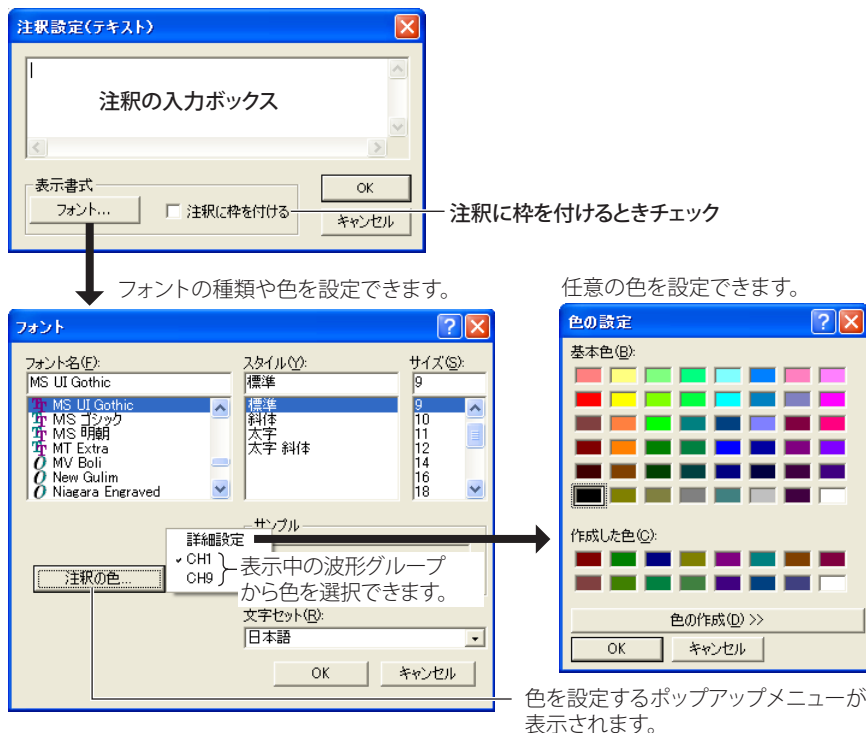 注釈設定(テキスト)
注釈の入力ボックス
表示書式
フォント...
注釈に枠を付ける
OK
キャンセル
注釈に枠を付けるときチェック
フォントの種類や色を設定できます。
フォント
フォント名(F):
スタイル(Y):
サイズ(S):
MS UI Gothic
標準
9
MS UI Gothic
標準
9
MS ゴシック
斜体
10
MS 明朝
太字
11
MT Extra
太字 斜体
12
MV Boli
14
New Gulim
16
Niagara Engraved
18
サンプル
詳細設定
CH1
CH9
表示中の波形グループ
から色を選択できます。
注釈の色...
文字セット(R):
日本語
OK
キャンセル
任意の色を設定できます。
色の設定
基本色(B):
作成した色(C):
色の作成(D) >>
OK
キャンセル
色を設定するポップアップメニューが
表示されます。